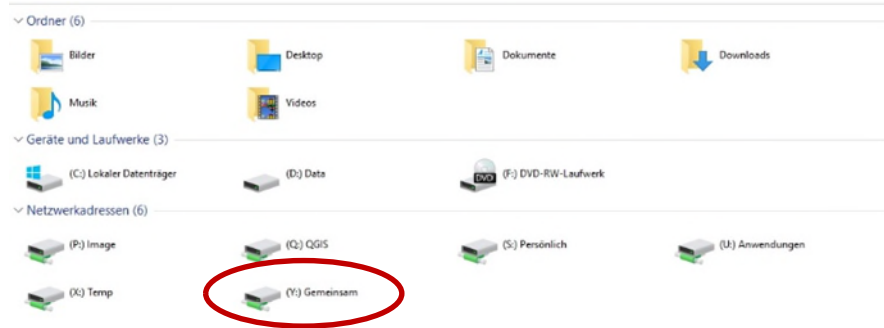 Ordner (6)
Bilder
Desktop
Dokumente
Downloads
Musik
Videos
Geräte und Laufwerke (3)
(C:) Lokaler Datenträger
(D:) Data
(F:) DVD-RW-Laufwerk
DVD
Netzwerkadressen (6)
(P:) Image
(Q:) QGIS
(S:) Persönlich
(U:) Anwendungen
(X:) Temp
(Y:) Gemeinsam